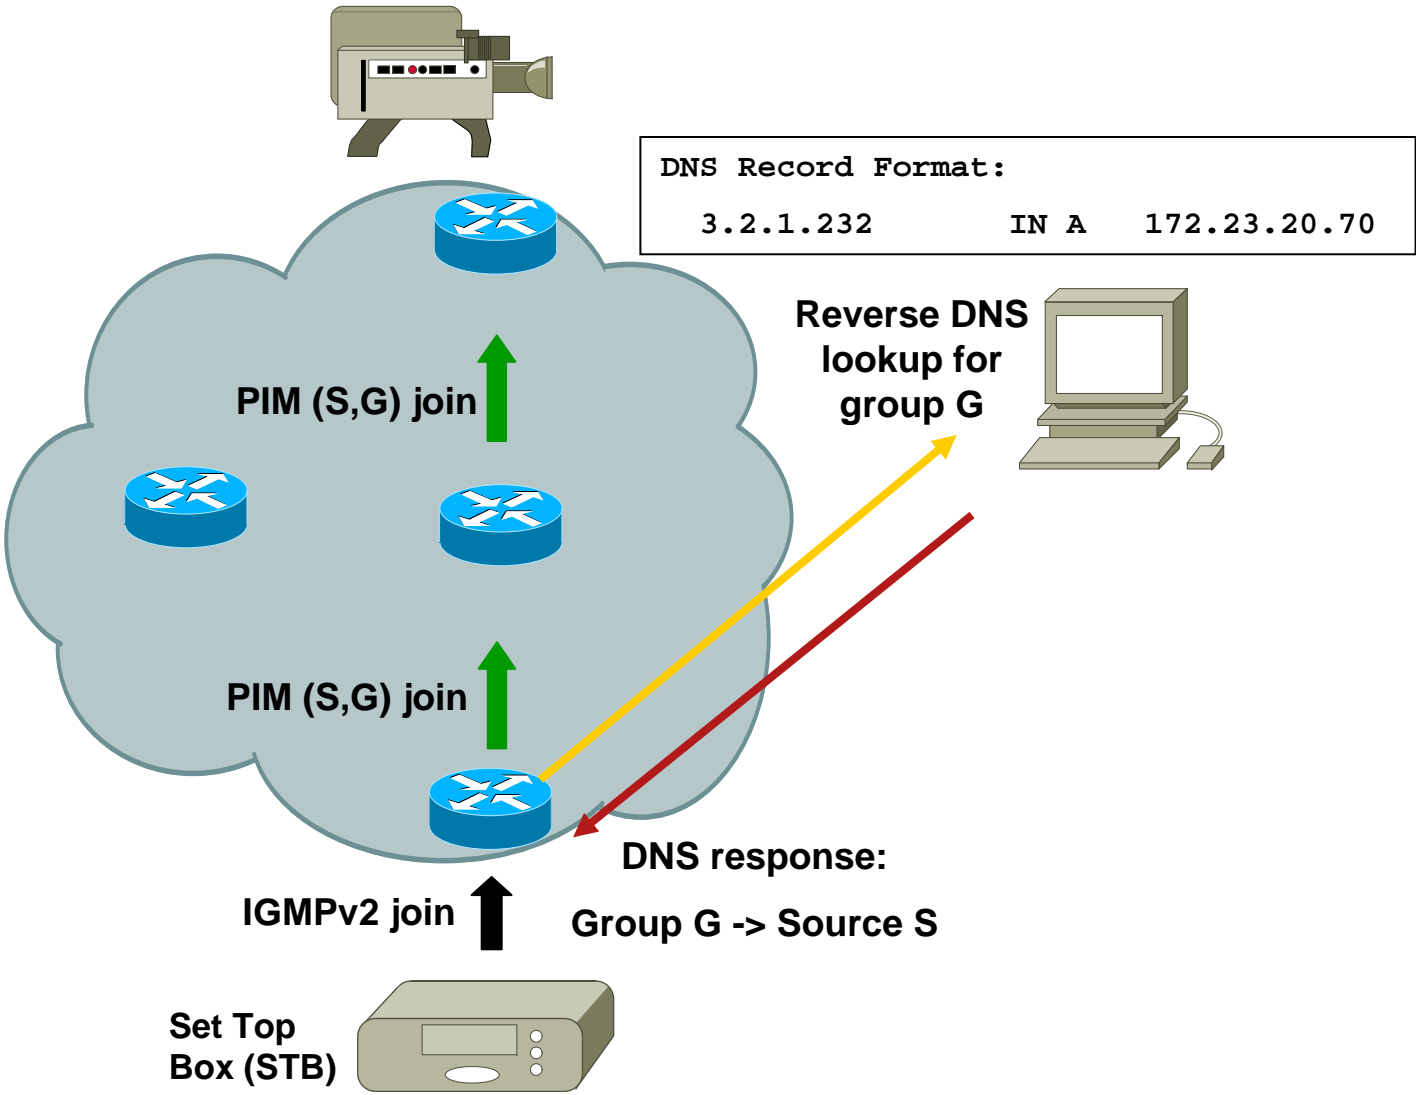 DNS Record Format:
3.2.1.232 IN A 172.23.20.70
Reverse DNS
lookup for
group G
PIM (S,G) join
PIM (S,G) join
DNS response:
IGMPv2 join
Group G -> Source S
Set Top
Box (STB)